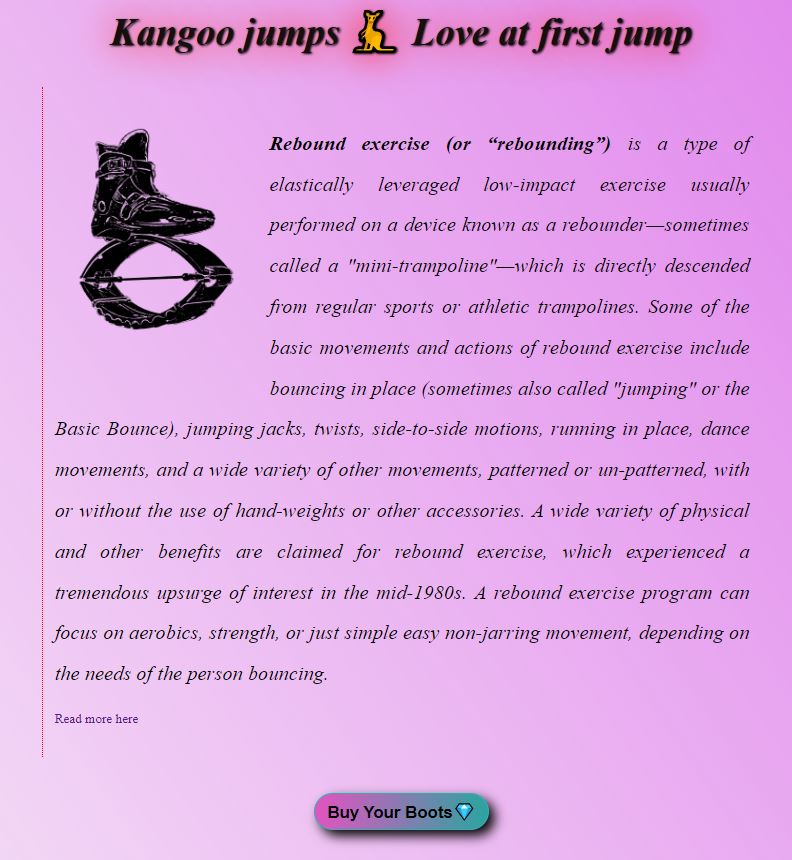 Kangoo jumps 🦘 Love at first jump
Rebound exercise (or “rebounding”) is a type of
elastically leveraged low-impact exercise usually
performed on a device known as a rebounder—sometimes
called a "mini-trampoline"—which is directly descended
from regular sports or athletic trampolines. Some of the
basic movements and actions of rebound exercise include
bouncing in place (sometimes also called "jumping" or the
Basic Bounce), jumping jacks, twists, side-to-side motions, running in place, dance
movements, and a wide variety of other movements, patterned or un-patterned, with
or without the use of hand-weights or other accessories. A wide variety of physical
and other benefits are claimed for rebound exercise, which experienced a
tremendous upsurge of interest in the mid-1980s. A rebound exercise program can
focus on aerobics, strength, or just simple easy non-jarring movement, depending on
the needs of the person bouncing.
Read more here
Buy Your Boots💎